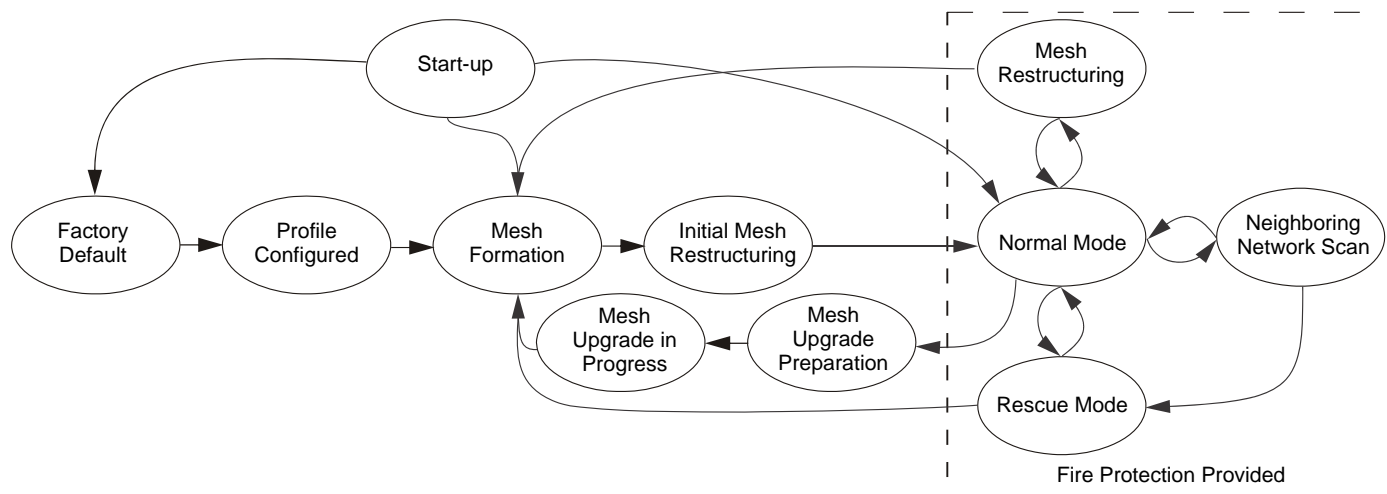 Start-up
Mesh
Restructuring
Factory
Default
Profile
Configured
Mesh
Formation
Initial Mesh
Restructuring
Normal Mode
Neighboring
Network Scan
Mesh
Upgrade in
Progress
Mesh
Upgrade
Preparation
Rescue Mode
Fire Protection Provided